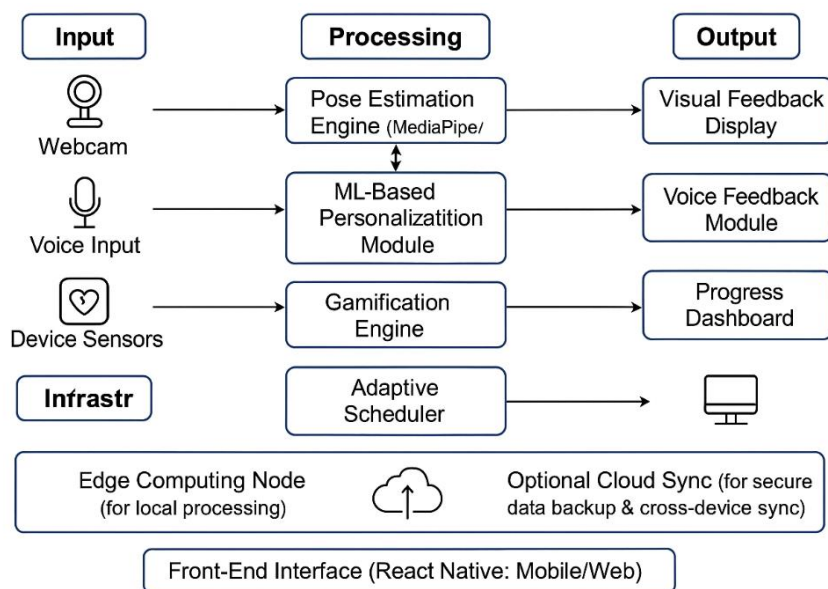 Input
Processing
Output
Webcam
Pose Estimation
Engine (MediaPipe/
Visual Feedback
Display
Voice Input
ML-Based
Personalizatition
Module
Voice Feedback
Module
Device Sensors
Gamification
Engine
Progress
Dashboard
Infrastr
Adaptive
Scheduler
Edge Computing Node
(for local processing)
Optional Cloud Sync (for secure
data backup & cross-device sync)
Front-End Interface (React Native: Mobile/Web)